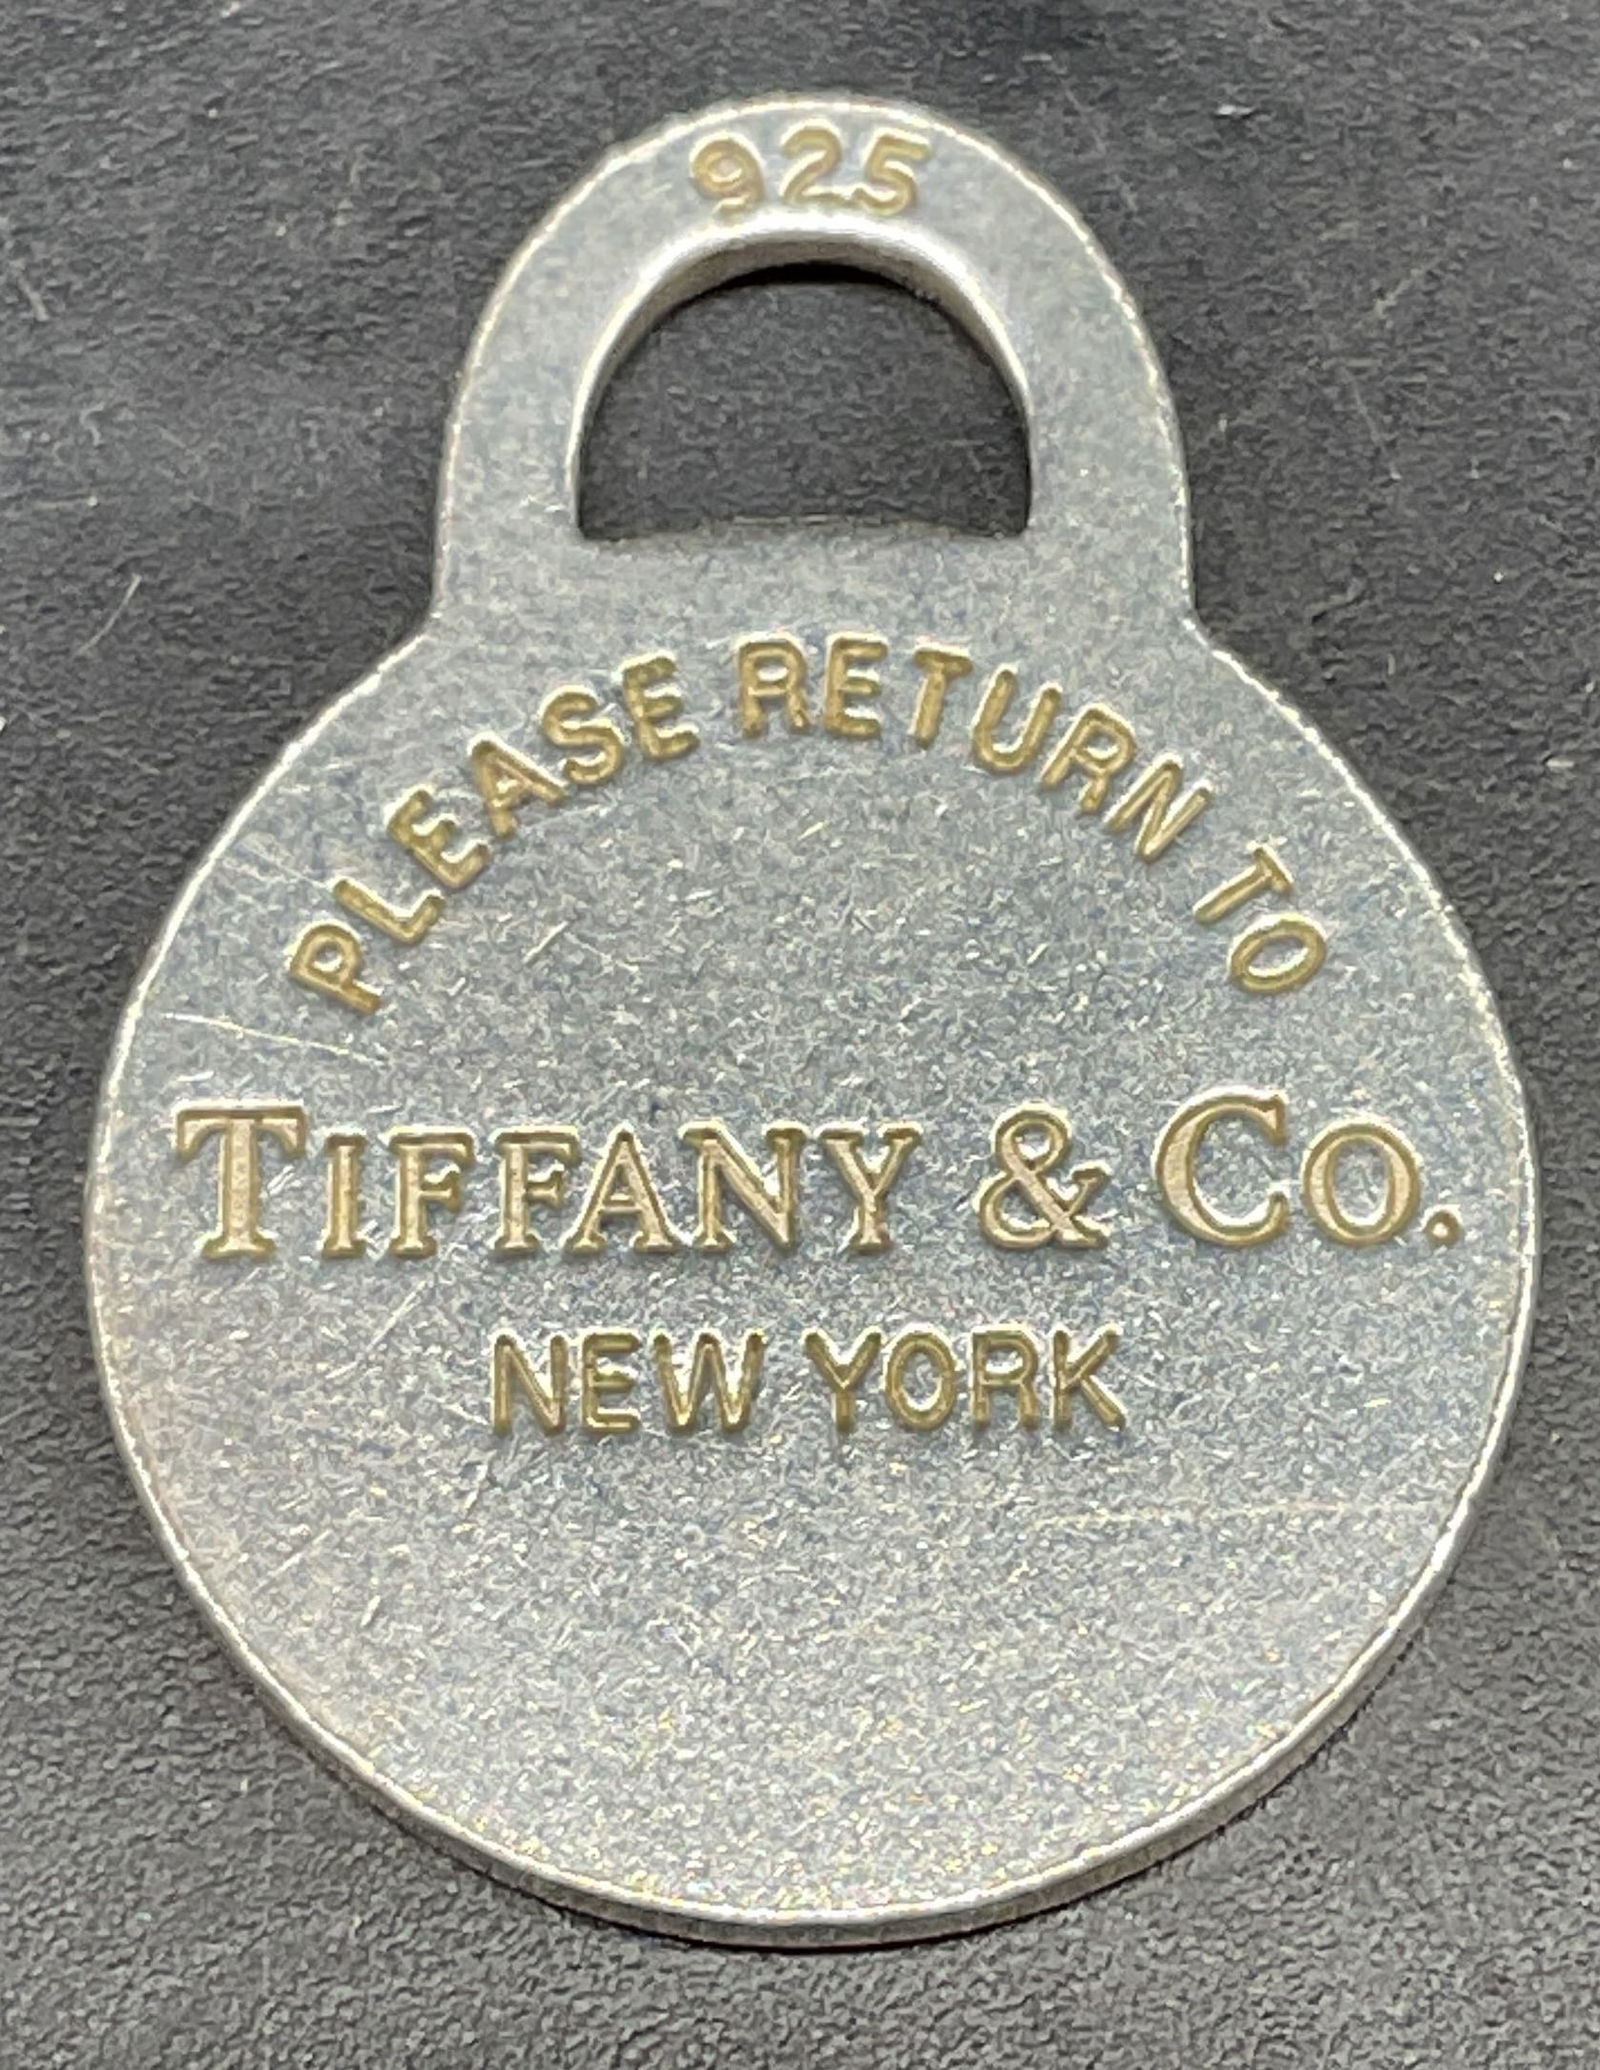 925
PLEASE RETURN TO
TIFFANY & CO.
NEW YORK